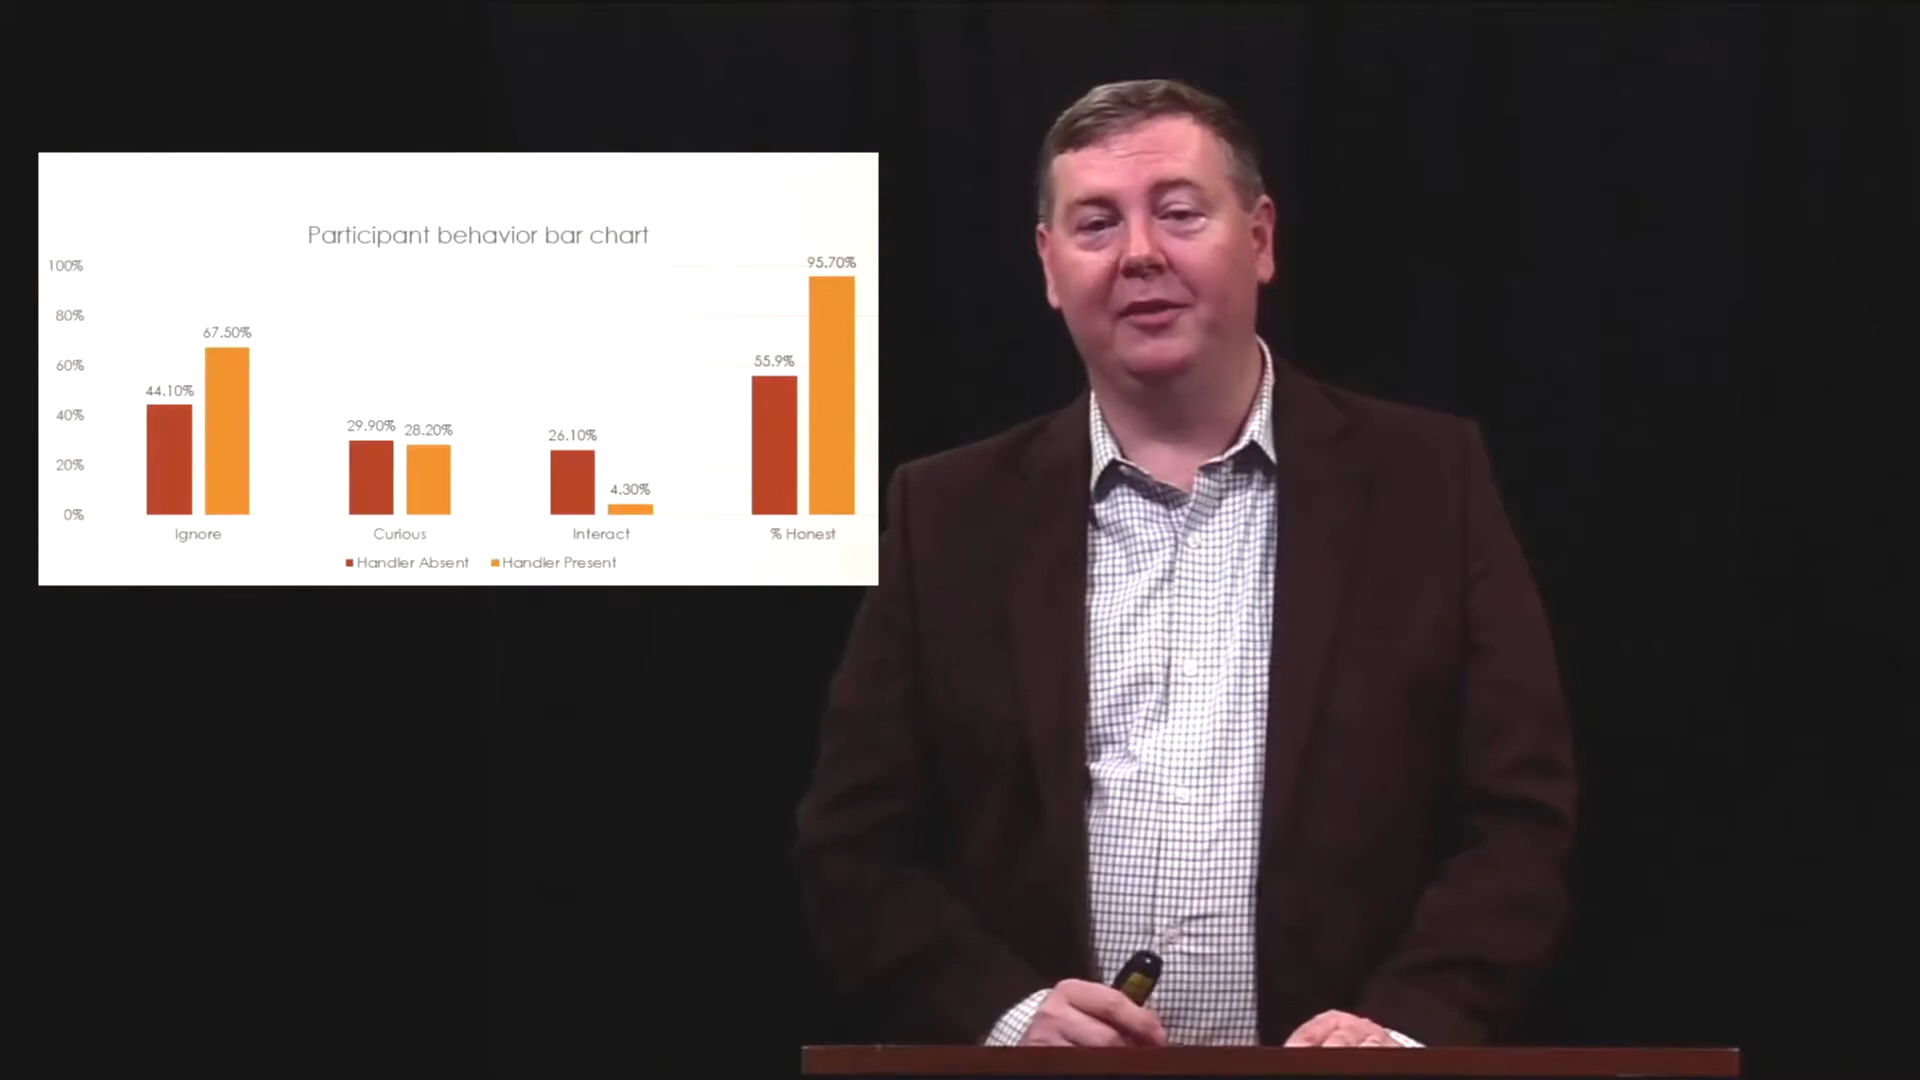 Participant behavior bar chart
100%
80%
60%
40%
20%
0%
44.10%
67.50%
29.90%
28.20%
26.10%
4.30%
55.9%
95.70%
Ignore
Curious
Interact
% Honest
Handler Absent
Handler Present